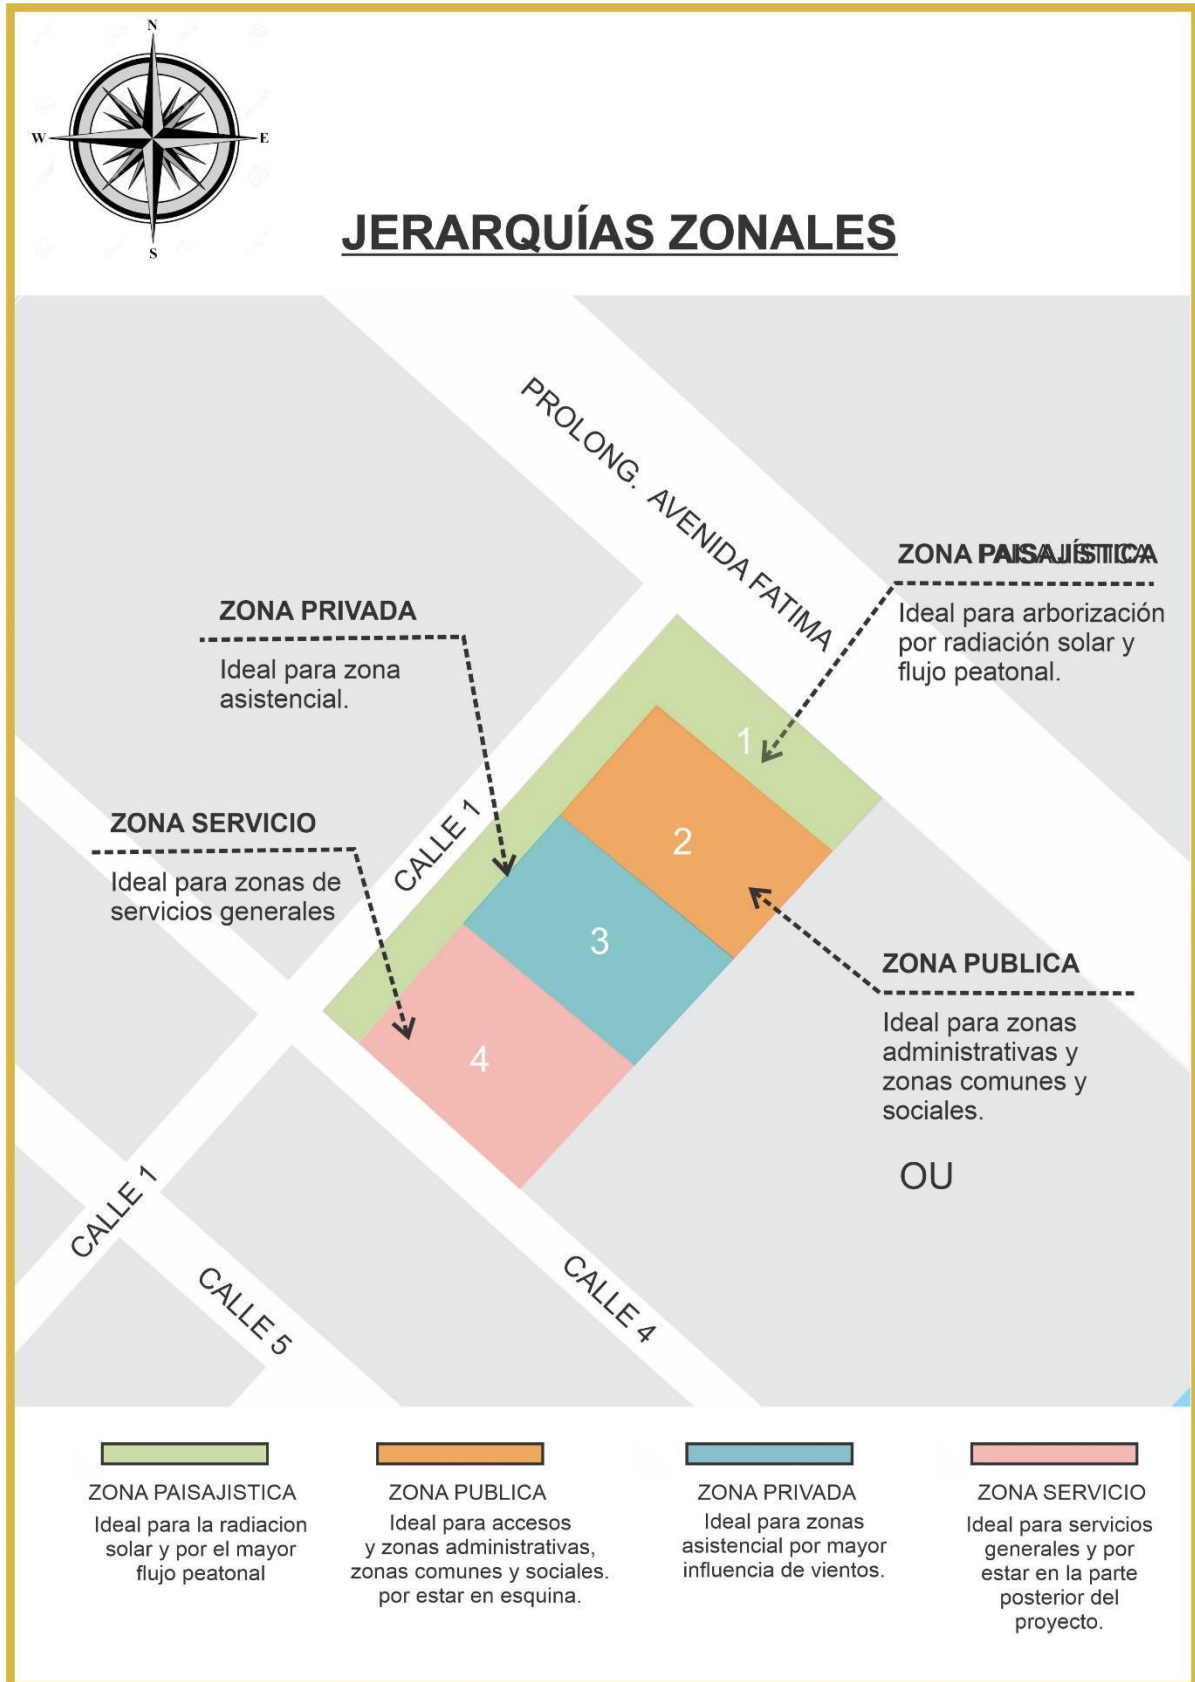 N
W
E
S
JERARQUÍAS ZONALES
PROLONG. AVENIDA FATIMA
ZONA PAISAJÍSTICA
Ideal para arborización
por radiación solar y
flujo peatonal.
ZONA PRIVADA
Ideal para zona
asistencial.
1
ZONA SERVICIO
Ideal para zonas de
servicios generales
CALLE 1
2
3
4
ZONA PUBLICA
Ideal para zonas
administrativas y
zonas comunes y
sociales.
OU
CALLE 1
CALLE 5
CALLE 4
ZONA PAISAJISTICA
Ideal para la radiacion
solar y por el mayor
flujo peatonal
ZONA PUBLICA
Ideal para accesos
y zonas administrativas,
zonas comunes y sociales.
por estar en esquina.
ZONA PRIVADA
Ideal para zonas
asistencial por mayor
influencia de vientos.
ZONA SERVICIO
Ideal para servicios
generales y por
estar en la parte
posterior del
proyecto.